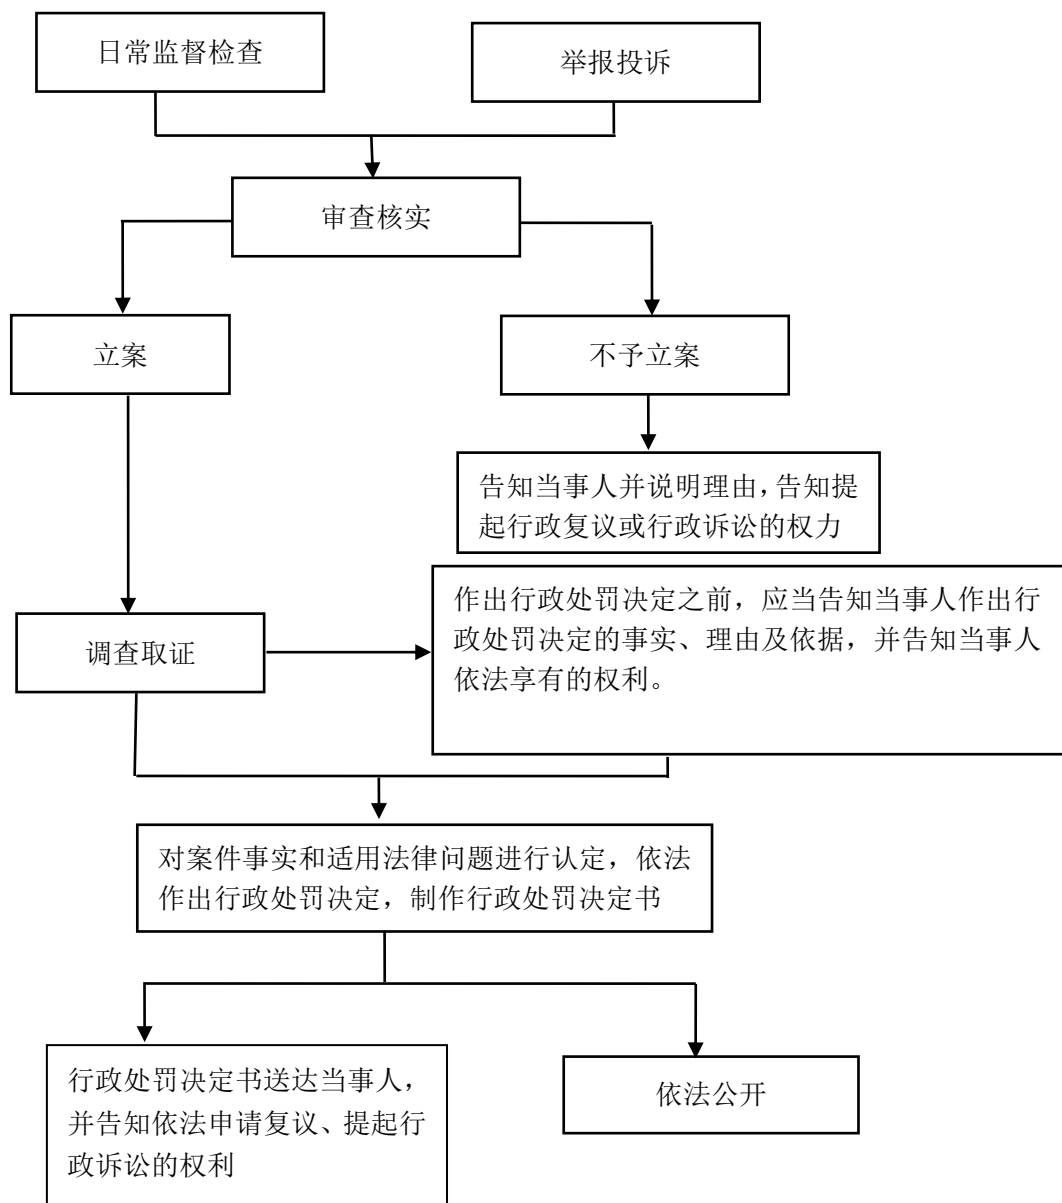 日常监督检查
举报投诉
审查核实
立案
不予立案
告知当事人并说明理由,告知提
起行政复议或行政诉讼的权力
作出行政处罚决定之前，应当告知当事人作出行
政处罚决定的事实、理由及依据，并告知当事人
依法享有的权利。
调查取证
对案件事实和适用法律问题进行认定，依法
作出行政处罚决定，制作行政处罚决定书
行政处罚决定书送达当事人，
并告知依法申请复议、提起行
政诉讼的权利
依法公开